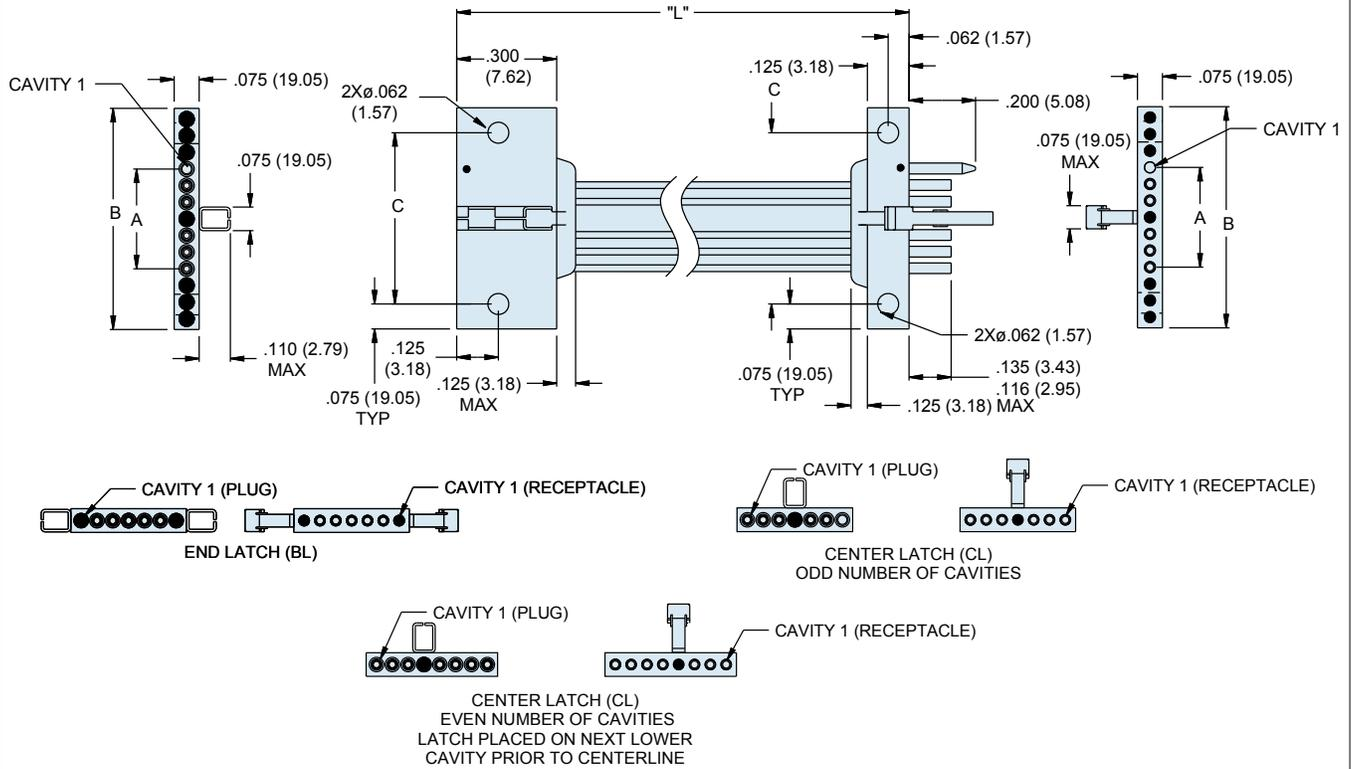 "L"
.062 (1.57)
.300
(7.62)
.125 (3.18)
C
CAVITY 1
.075 (19.05)
2Xø.062
(1.57)
.200 (5.08)
.075 (19.05)
CAVITY 1
.075 (19.05)
.075 (19.05)
MAX
B
A
C
A
B
.110 (2.79)
MAX
.125
(3.18)
.075 (19.05)
TYP
.125 (3.18)
MAX
2Xø.062 (1.57)
.075 (19.05)
TYP
.135 (3.43)
.116 (2.95)
.125 (3.18) MAX
CAVITY 1 (PLUG)
CAVITY 1 (RECEPTACLE)
END LATCH (BL)
CAVITY 1 (PLUG)
CAVITY 1 (RECEPTACLE)
CENTER LATCH (CL)
ODD NUMBER OF CAVITIES
CAVITY 1 (PLUG)
CAVITY 1 (RECEPTACLE)
CENTER LATCH (CL)
EVEN NUMBER OF CAVITIES
LATCH PLACED ON NEXT LOWER
CAVITY PRIOR TO CENTERLINE